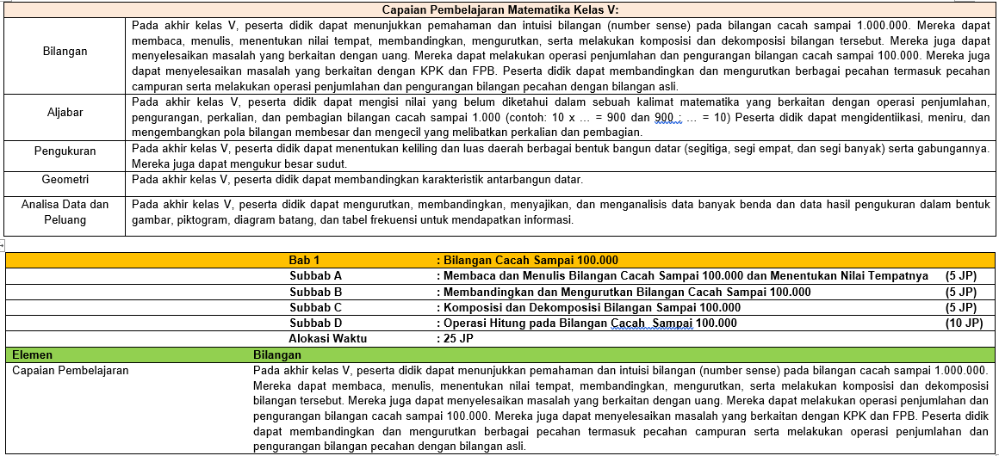 Capaian Pembelajaran Matematika Kelas V:
Bilangan
Pada akhir kelas V, peserta didik dapat menunjukkan pemahaman dan intuisi bilangan (number sense) pada bilangan cacah sampai 1.000.000. Mereka dapat
membaca, menulis, menentukan nilai tempat, membandingkan, mengurutkan, serta melakukan komposisi dan dekomposisi bilangan tersebut. Mereka juga dapat
menyelesaikan masalah yang berkaitan dengan uang. Mereka dapat melakukan operasi penjumlahan dan pengurangan bilangan cacah sampai 100.000. Mereka juga
dapat menyelesaikan masalah yang berkaitan dengan KPK dan FPB. Peserta didik dapat membandingkan dan mengurutkan berbagai pecahan termasuk pecahan
campuran serta melakukan operasi penjumlahan dan pengurangan bilangan pecahan dengan bilangan asli.
Aljabar
Pada akhir kelas V, peserta didik dapat mengisi nilai yang belum diketahui dalam sebuah kalimat matematika yang berkaitan dengan operasi penjumlahan,
pengurangan, perkalian, dan pembagian bilangan cacah sampai 1.000 (contoh: 10 x ... = 900 dan 900 : ... = 10) Peserta didik dapat mengidentiikasi, meniru, dan
mengembangkan pola bilangan membesar dan mengecil yang melibatkan perkalian dan pembagian.
Pengukuran
Pada akhir kelas V, peserta didik dapat menentukan keliling dan luas daerah berbagai bentuk bangun datar (segitiga, segi empat, dan segi banyak) serta gabungannya.
Mereka juga dapat mengukur besar sudut.
Geometri
Pada akhir kelas V, peserta didik dapat membandingkan karakteristik antarbangun datar.
Analisa Data dan
Peluang
Pada akhir kelas V, peserta didik dapat mengurutkan, membandingkan, menyajikan, dan menganalisis data banyak benda dan data hasil pengukuran dalam bentuk
gambar, piktogram, diagram batang, dan tabel frekuensi untuk mendapatkan informasi.
Bab 1 : Bilangan Cacah Sampai 100.000
Subbab A : Membaca dan Menulis Bilangan Cacah Sampai 100.000 dan Menentukan Nilai Tempatnya (5 JP)
Subbab B : Membandingkan dan Mengurutkan Bilangan Cacah Sampai 100.000 (5 JP)
Subbab C : Komposisi dan Dekomposisi Bilangan Sampai 100.000 (5 JP)
Subbab D : Operasi Hitung pada Bilangan Cacah Sampai 100.000 (10 JP)
Alokasi Waktu : 25 JP
Elemen Bilangan
Capaian Pembelajaran
Pada akhir kelas V, peserta didik dapat menunjukkan pemahaman dan intuisi bilangan (number sense) pada bilangan cacah sampai 1.000.000.
Mereka dapat membaca, menulis, menentukan nilai tempat, membandingkan, mengurutkan, serta melakukan komposisi dan dekomposisi
bilangan tersebut. Mereka juga dapat menyelesaikan masalah yang berkaitan dengan uang. Mereka dapat melakukan operasi penjumlahan dan
pengurangan bilangan cacah sampai 100.000. Mereka juga dapat menyelesaikan masalah yang berkaitan dengan KPK dan FPB. Peserta didik
dapat membandingkan dan mengurutkan berbagai pecahan termasuk pecahan campuran serta melakukan operasi penjumlahan dan
pengurangan bilangan pecahan dengan bilangan asli.